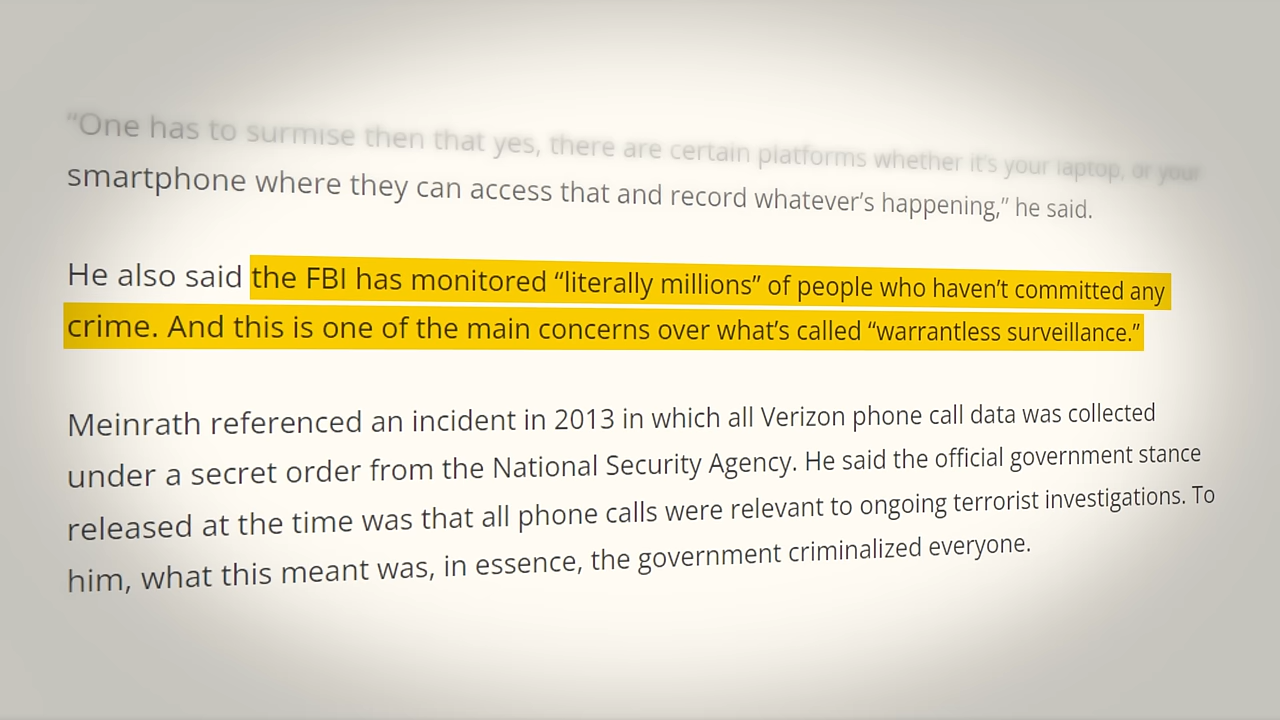 “One has to surmise then that yes, there are certain platforms whether it’s your laptop, or your
smartphone where they can access that and record whatever’s happening,” he said.
He also said the FBI has monitored “literally millions” of people who haven’t committed any
crime. And this is one of the main concerns over what’s called “warrantless surveillance.”
Meinrath referenced an incident in 2013 in which all Verizon phone call data was collected
under a secret order from the National Security Agency. He said the official government stance
released at the time was that all phone calls were relevant to ongoing terrorist investigations. To
him, what this meant was, in essence, the government criminalized everyone.